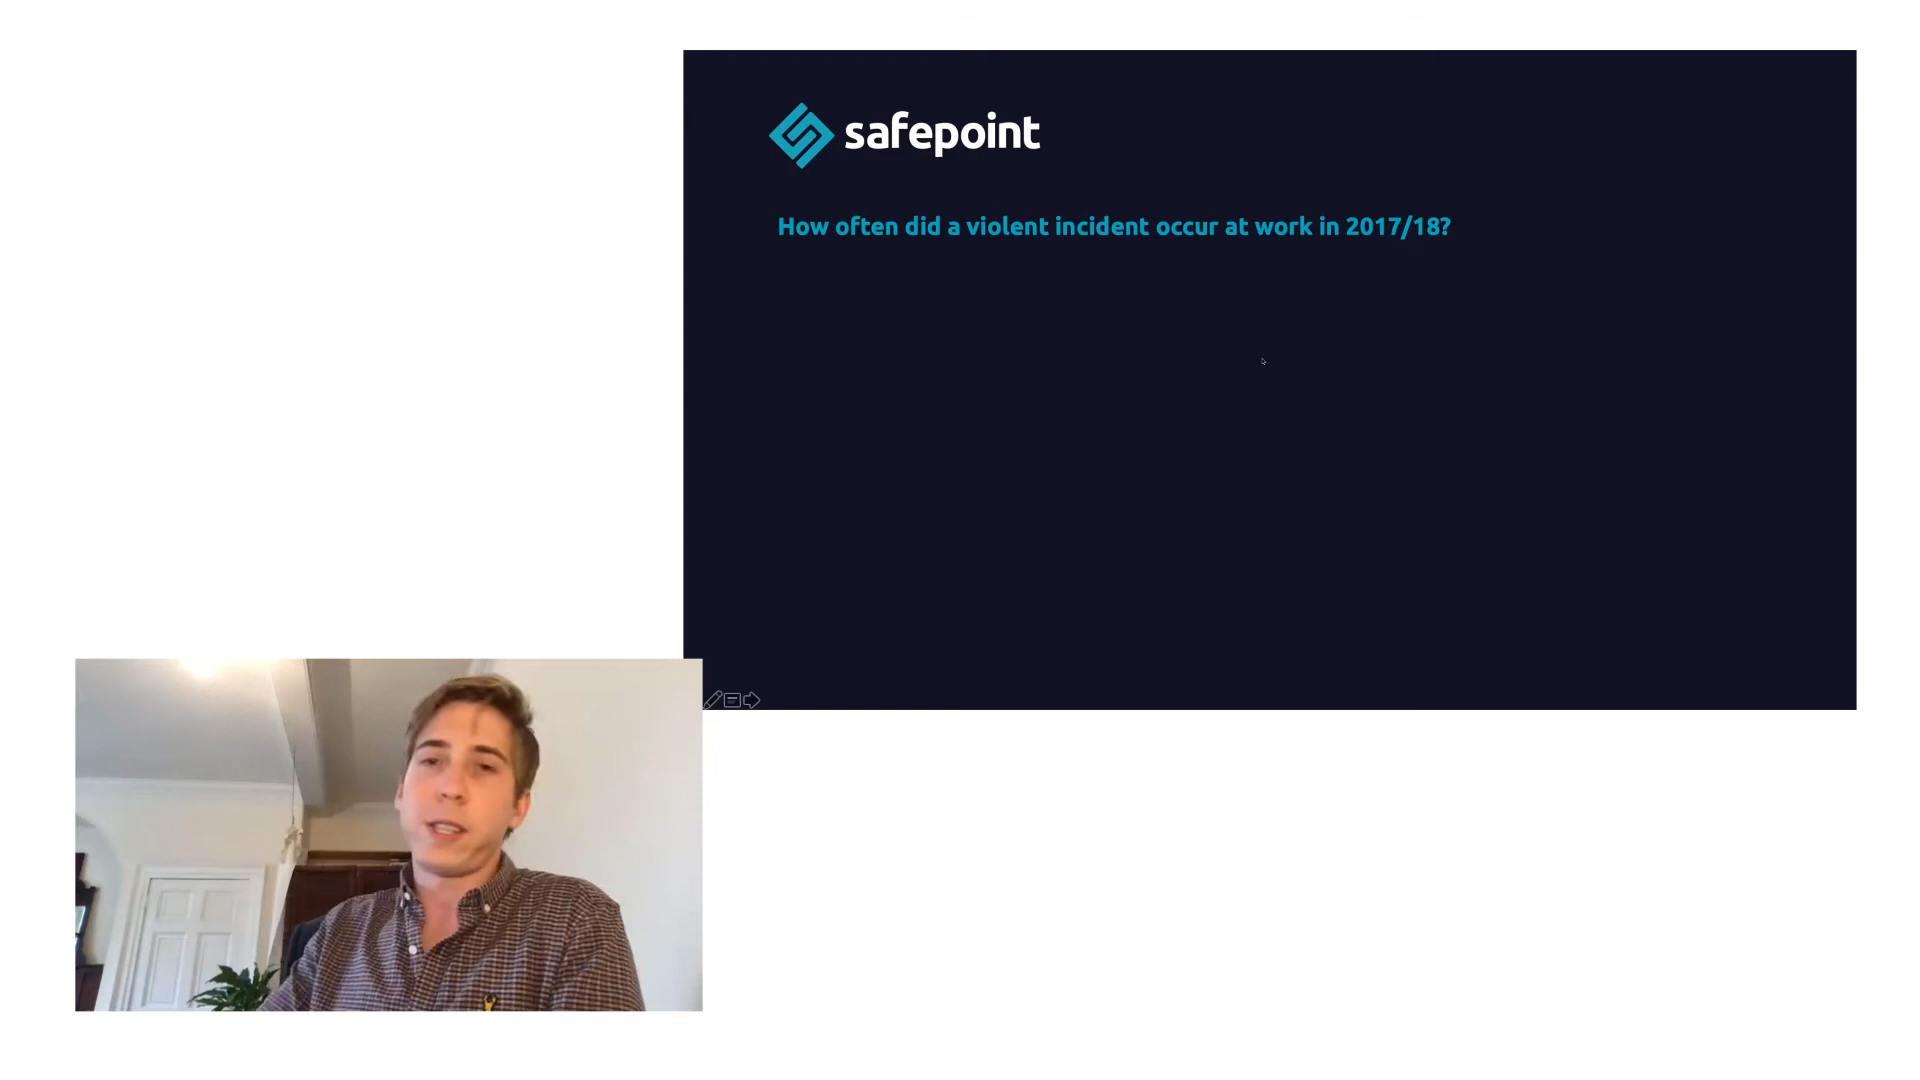 safepoint
How often did a violent incident occur at work in 2017/18?